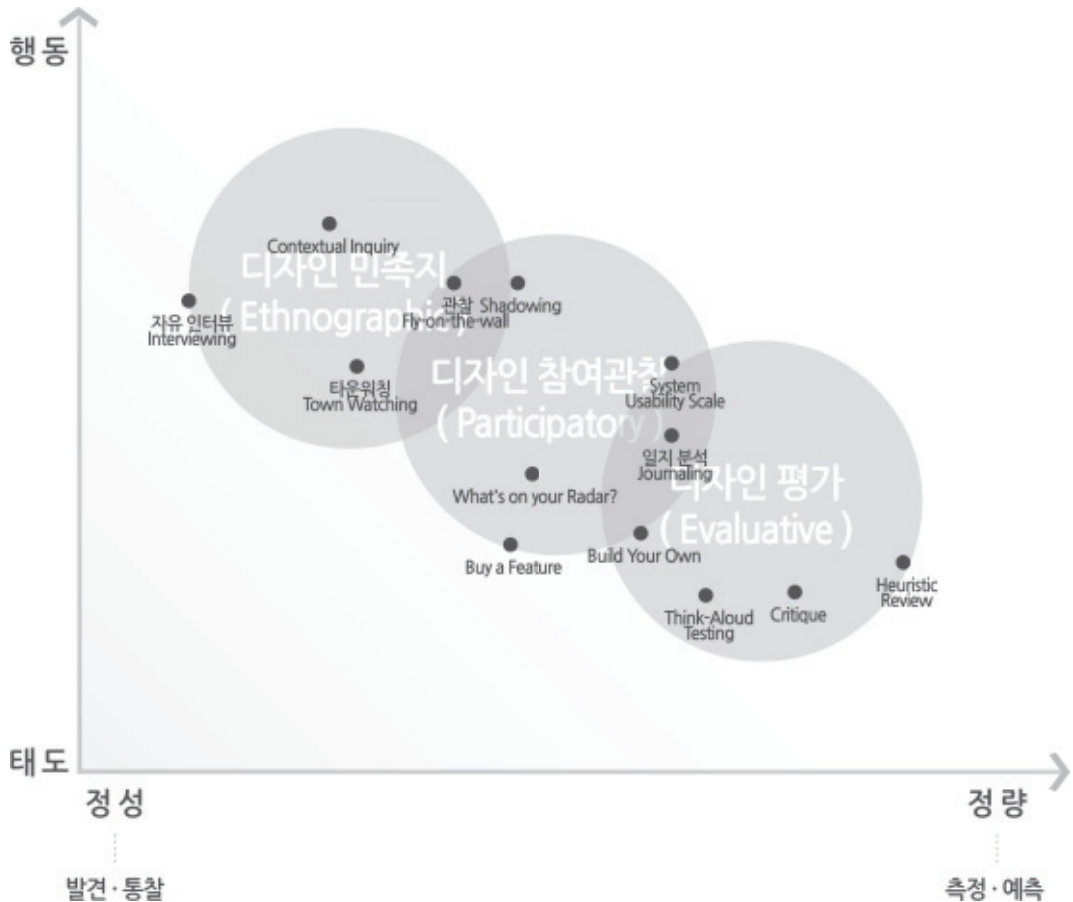 행동
Contextual Inquiry
디자인 민족지
( Ethnographic )
자유 인터뷰
Interviewing
관찰
Fly-on-the-wall
Shadowing
타운워칭
Town Watching
디자인 참여관찰
( Participatory )
System
Usability Scale
일지 분석
Journaling
디자인 평가
( Evaluative )
What's on your Radar?
Buy a Feature
Build Your Own
Think-Aloud
Testing
Critique
Heuristic
Review
태도
정성
정량
발견 · 통찰
측정 · 예측